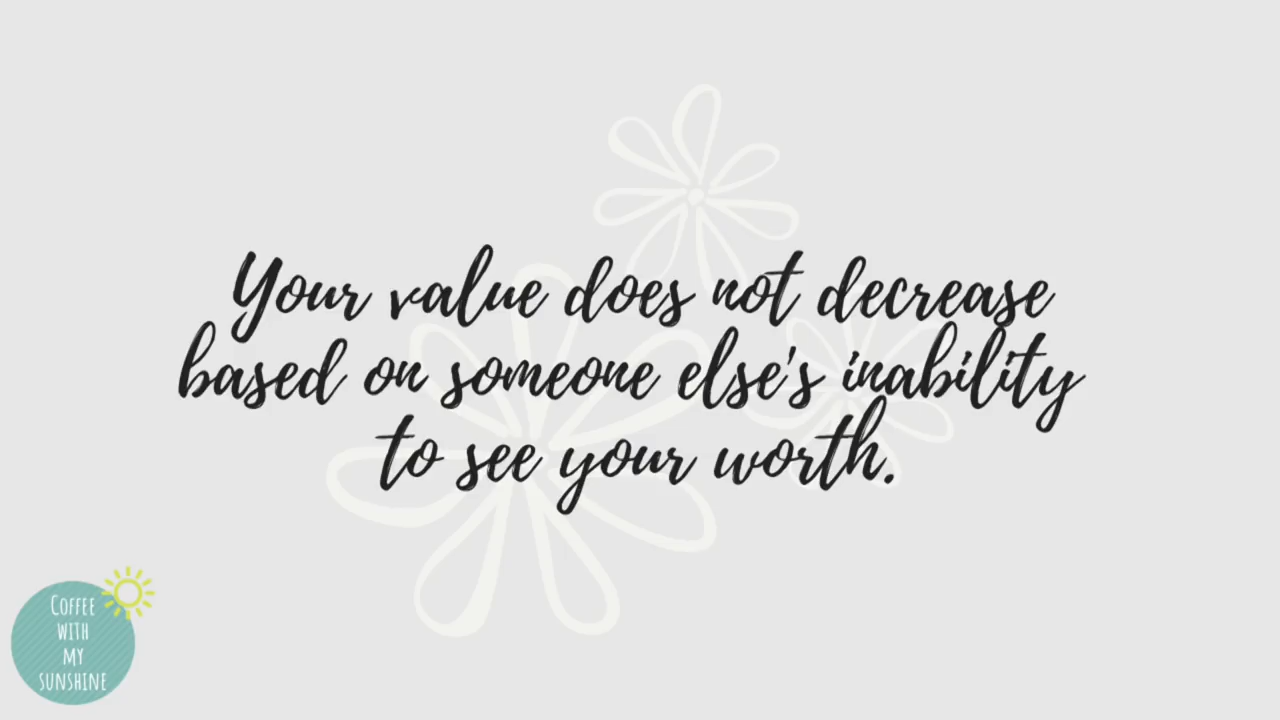 Your value does not decrease
based on someone else's inability
to see your worth.
COFFEE
WITH
MY
SUNSHINE